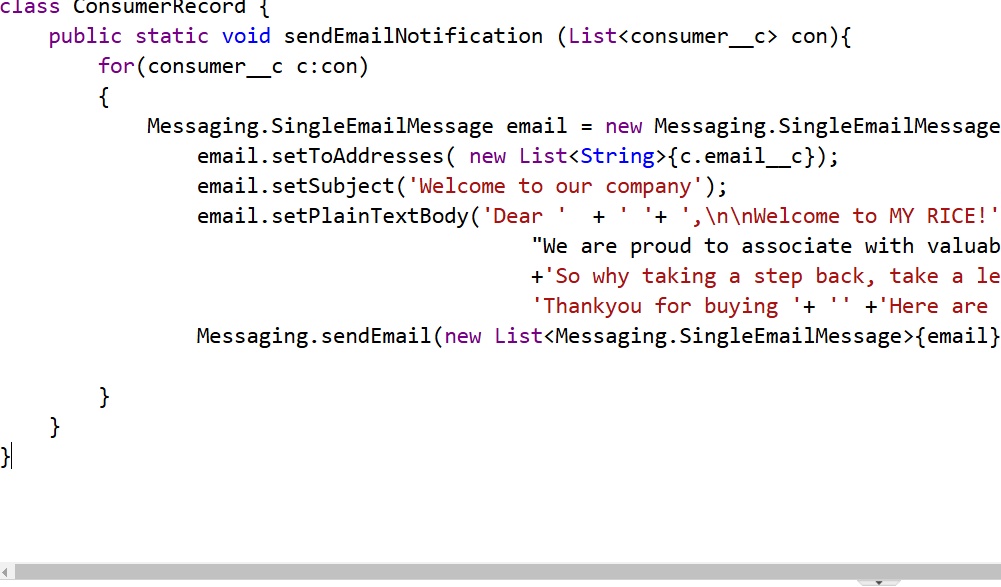 class ConsumerRecord {
public static void sendEmailNotification (List<consumer__c> con){
for(consumer__c c:con)
{
Messaging.SingleEmailMessage email = new Messaging.SingleEmailMessage
email.setToAddresses( new List<String>{c.email__c});
email.setSubject('Welcome to our company');
email.setPlainTextBody('Dear '  + ' '+ ',\n\nWelcome to MY RICE!'
"We are proud to associate with valuab
+'So why taking a step back, take a le
'Thankyou for buying '+ '' +'Here are
Messaging.sendEmail(new List<Messaging.SingleEmailMessage>{email}
}
}
}